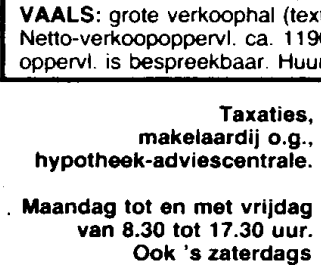 VAALS: grote verkoophal (text
Netto-verkoopoppervl. ca. 119
oppervl. is bespreekbaar. Huu
Taxaties,
makelaardij o.g.,
hypotheek-adviescentrale.
Maandag tot en met vrijdag
van 8.30 tot 17.30 uur.
Ook 's zaterdags